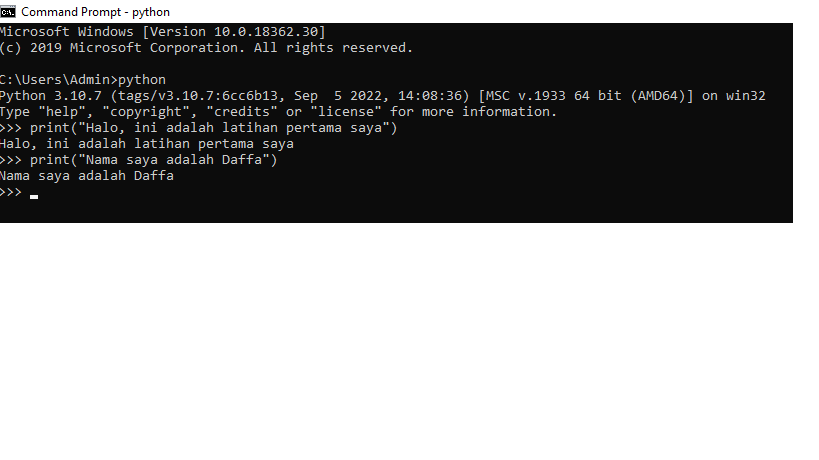 Command Prompt - python
Microsoft Windows [Version 10.0.18362.30]
(c) 2019 Microsoft Corporation. All rights reserved.
C:\Users\Admin>python
Python 3.10.7 (tags/v3.10.7:6cc6b13, Sep  5 2022, 14:08:36) [MSC v.1933 64 bit (AMD64)] on win32
Type "help", "copyright", "credits" or "license" for more information.
>>> print("Halo, ini adalah latihan pertama saya")
Halo, ini adalah latihan pertama saya
>>> print("Nama saya adalah Daffa")
Nama saya adalah Daffa
>>> _